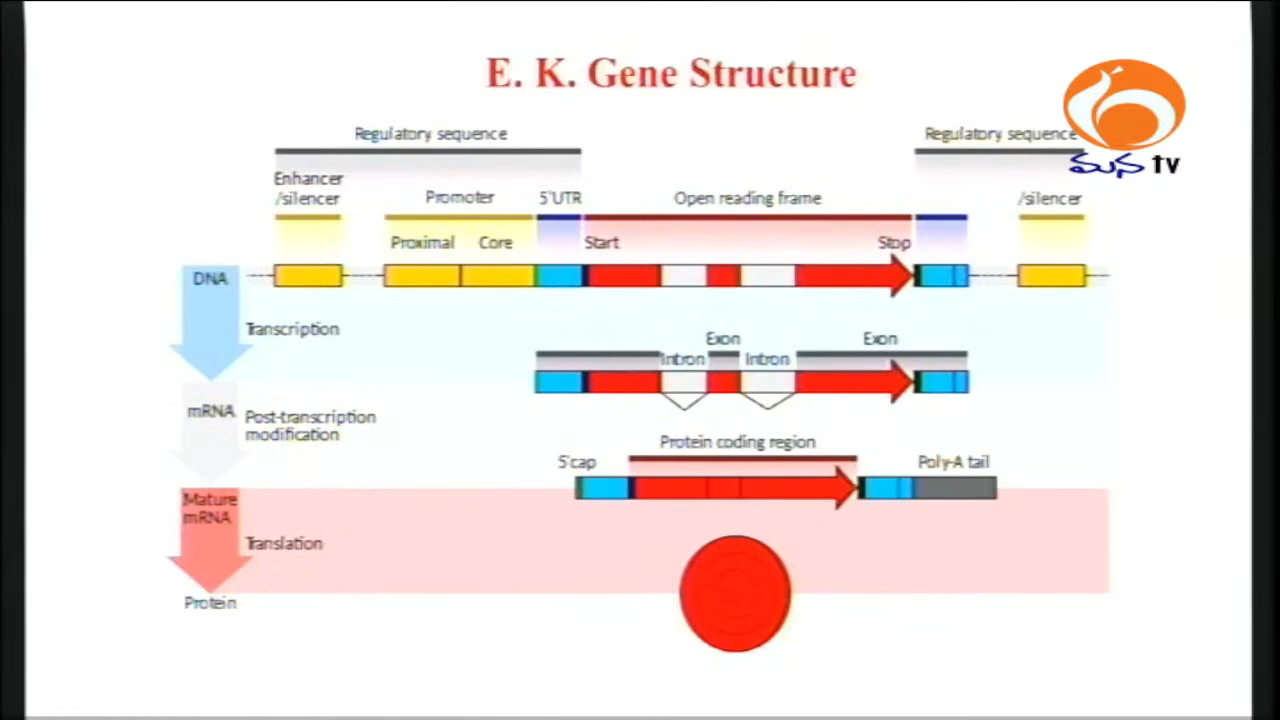 E. K. Gene Structure
Regulatory sequence
Regulatory sequence
Enhancer
/silencer
Promoter
5'UTR
Open reading frame
/silencer
Proximal
Core
Start
Stop
DNA
Transcription
Exon
Exon
Intron
Intron
mRNA
Post-transcription
modification
Protein coding region
5'cap
Poly-A tail
Mature
mRNA
Translation
Protein
మన tv